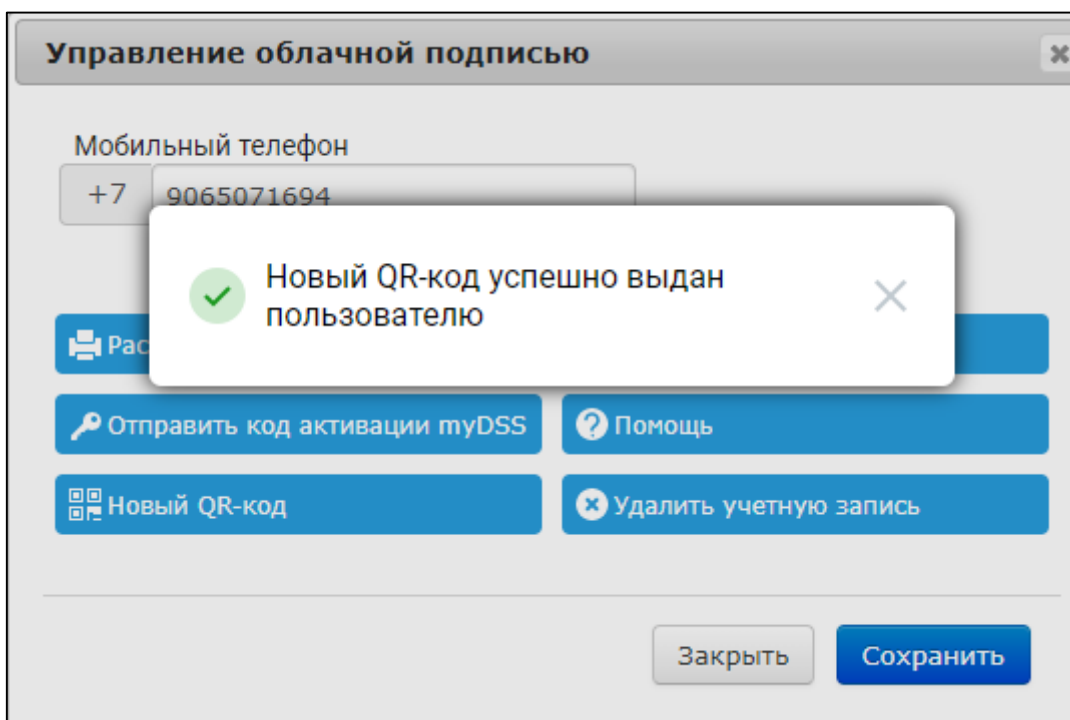 Управление облачной подписью
Мобильный телефон
+7 9065071694
Новый QR-код успешно выдан
пользователю
Отправить код активации myDSS
Помощь
Новый QR-код
Удалить учетную запись
Закрыть
Сохранить